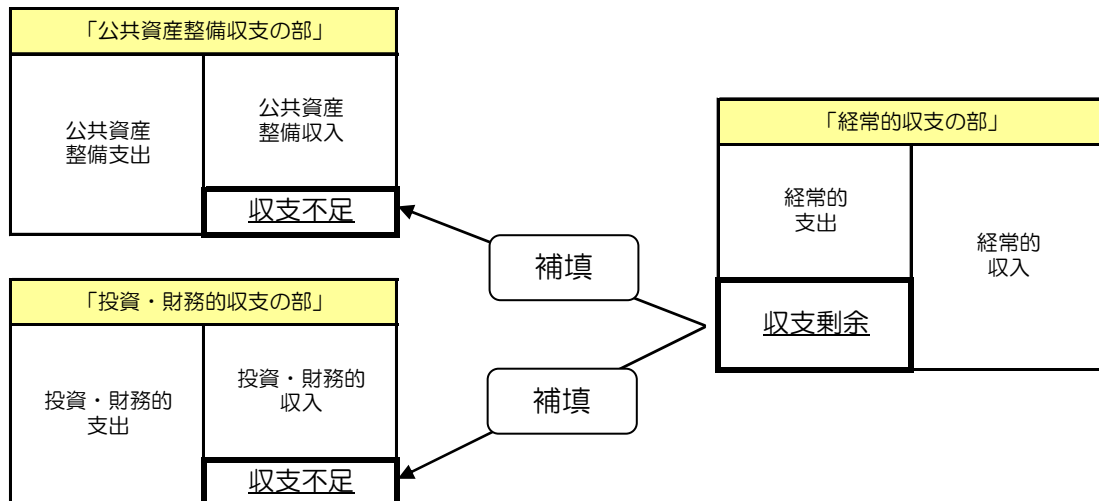 「公共資産整備収支の部」
公共資産
整備支出
公共資産
整備収入
収支不足
「投資・財務的収支の部」
投資・財務的
支出
投資・財務的
収入
収支不足
補填
補填
「経常的収支の部」
経常的
支出
収支剰余
経常的
収入